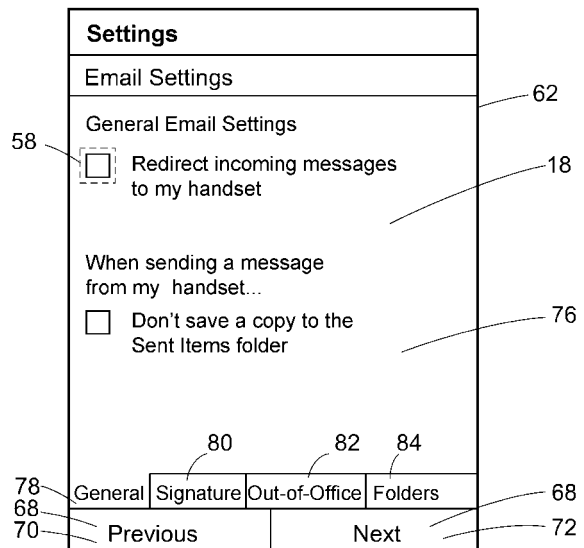 Settings
Email Settings
62
General Email Settings
58
Redirect incoming messages
to my handset
18
When sending a message
from my handset...
Don't save a copy to the
Sent Items folder
76
80
82
84
78
General Signature Out-of-Office Folders
68
68
70
Previous Next
72